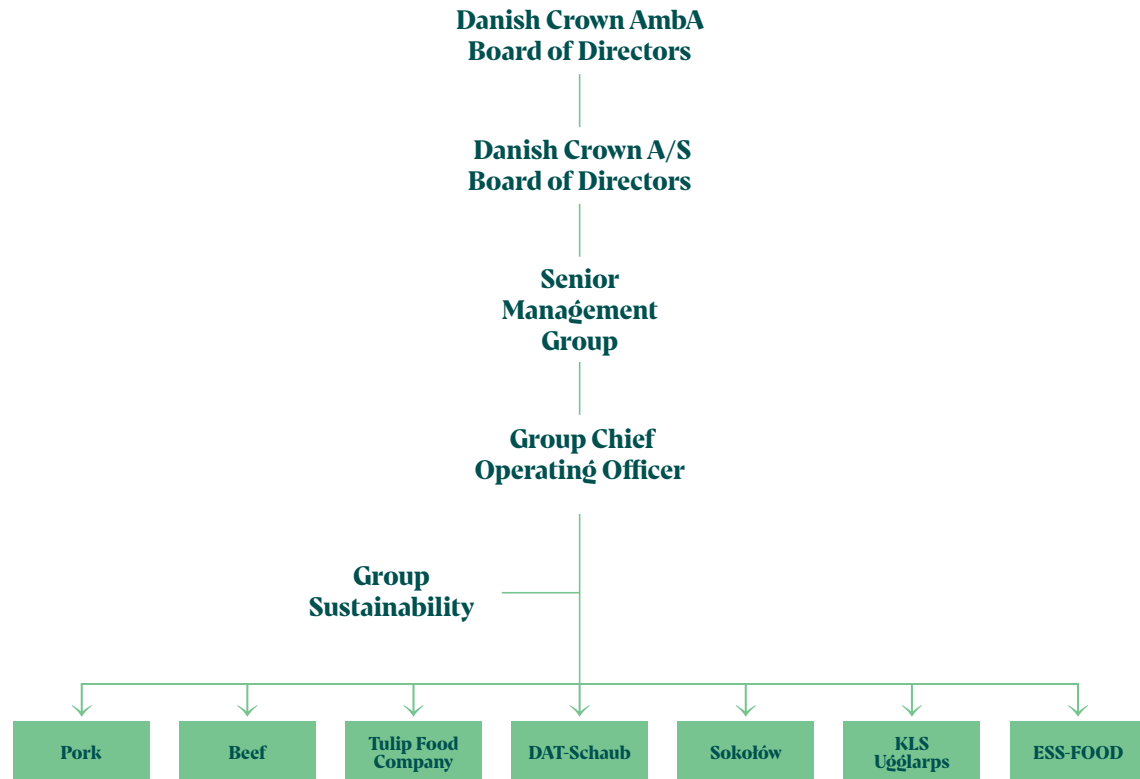 Danish Crown AmbA
Board of Directors
Danish Crown A/S
Board of Directors
Senior
Management
Group
Group Chief
Operating Officer
Group
Sustainability
Pork
Beef
Tulip Food
Company
DAT-Schaub
Sokołów
KLS
Ugglarps
ESS-FOOD